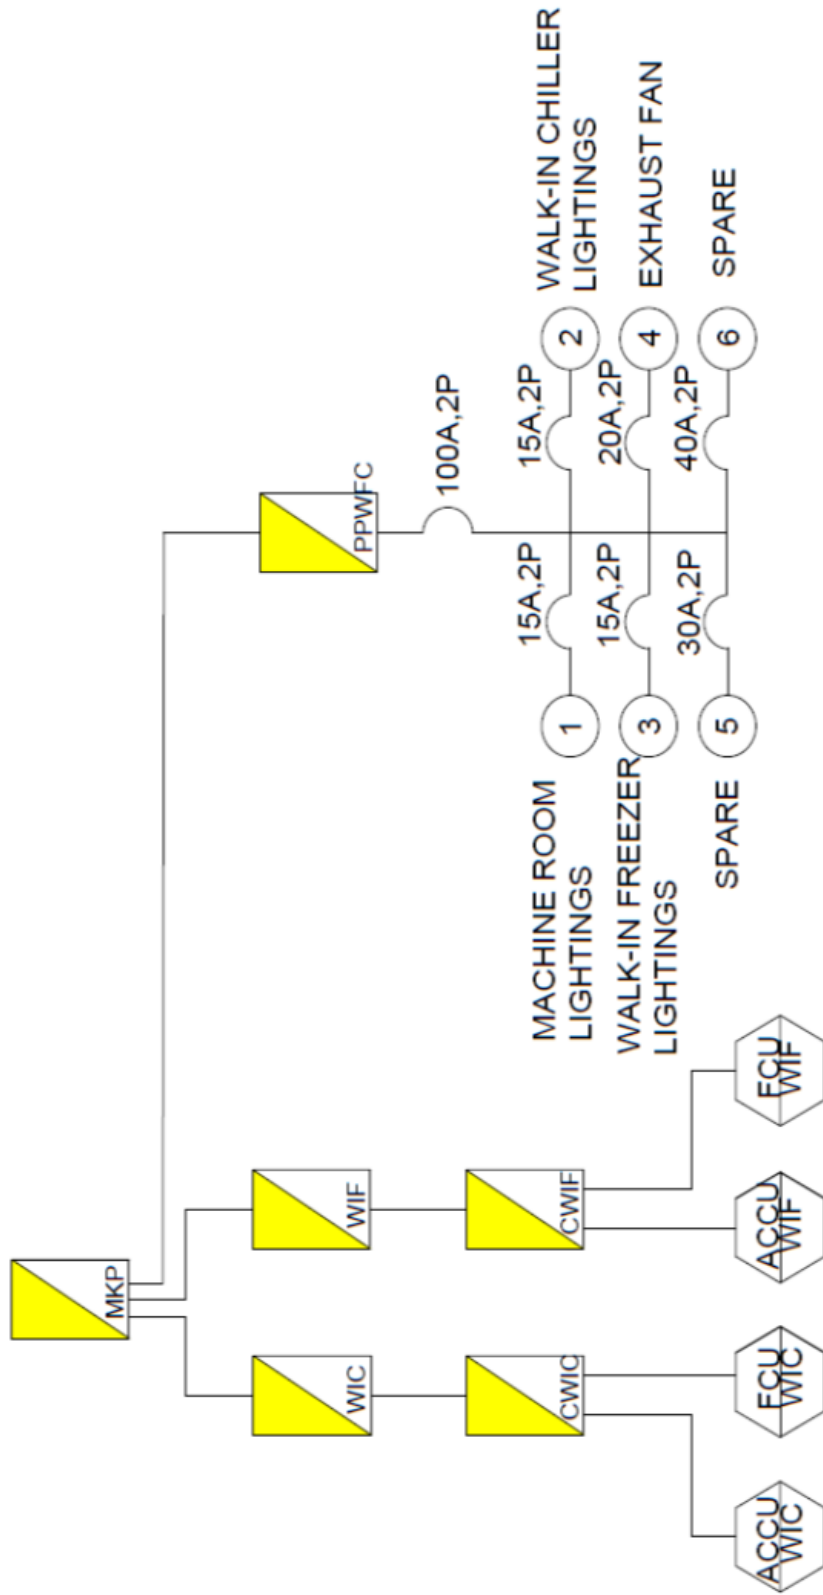 MKP
WIC
WIF
PPWFC
CWIC
CWIF
100A,2P
ACCU
WIC
FCU
WIC
ACCU
WIF
FCU
WIF
MACHINE ROOM
LIGHTINGS
1
15A,2P
15A,2P
2
WALK-IN CHILLER
LIGHTINGS
WALK-IN FREEZER
LIGHTINGS
3
15A,2P
20A,2P
4
EXHAUST FAN
SPARE
5
30A,2P
40A,2P
6
SPARE